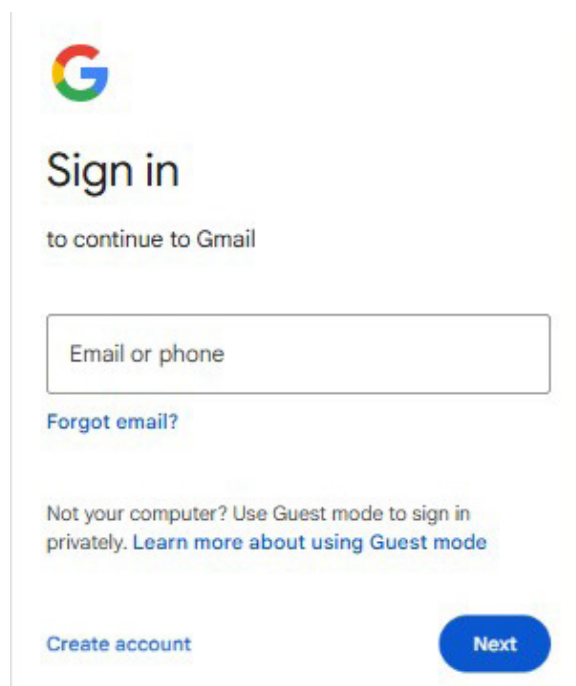 Sign in
to continue to Gmail
Email or phone
Forgot email?
Not your computer? Use Guest mode to sign in
privately. Learn more about using Guest mode
Create account
Next